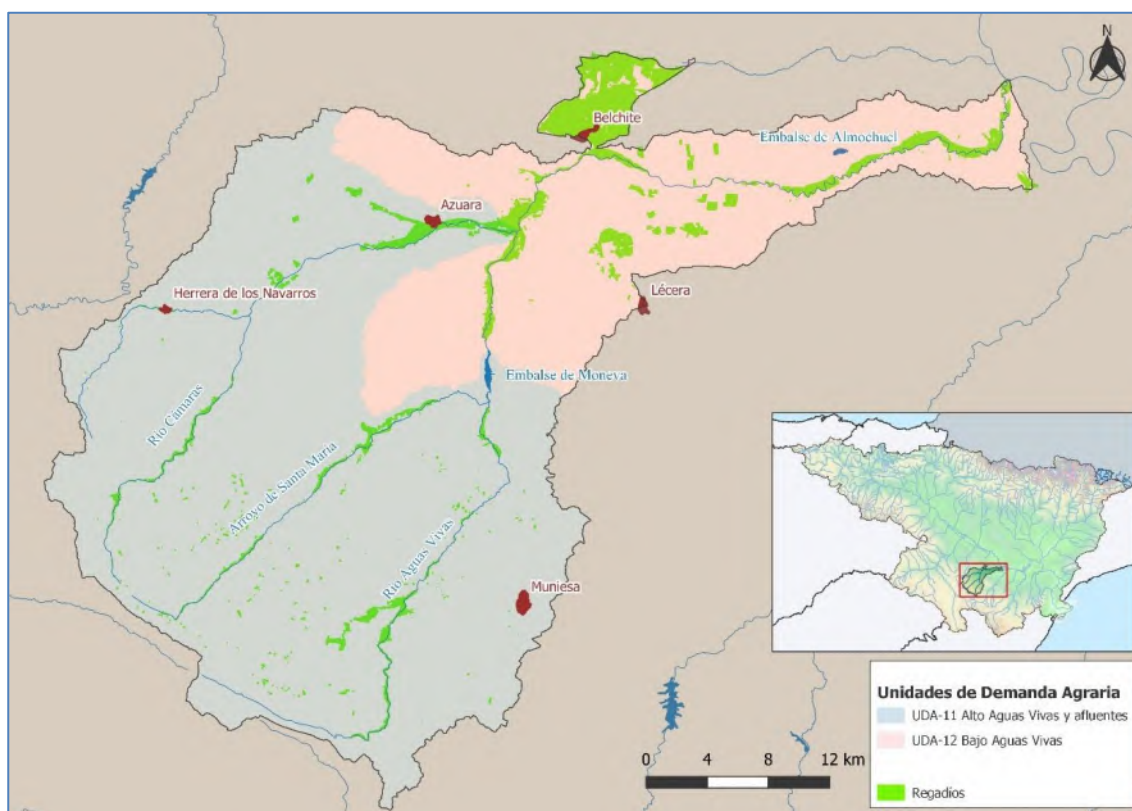 N
Belchite
Embalse de Almochuel
Azuara
Herrera de los Navarros
Lécera
Embalse de Moneva
Río Cámaras
Arroyo de Santa María
Río Aguas Vivas
Muniesa
Unidades de Demanda Agraria
UDA-11 Alto Aguas Vivas y afluentes
UDA-12 Bajo Aguas Vivas
Regadíos
0 4 8 12 km